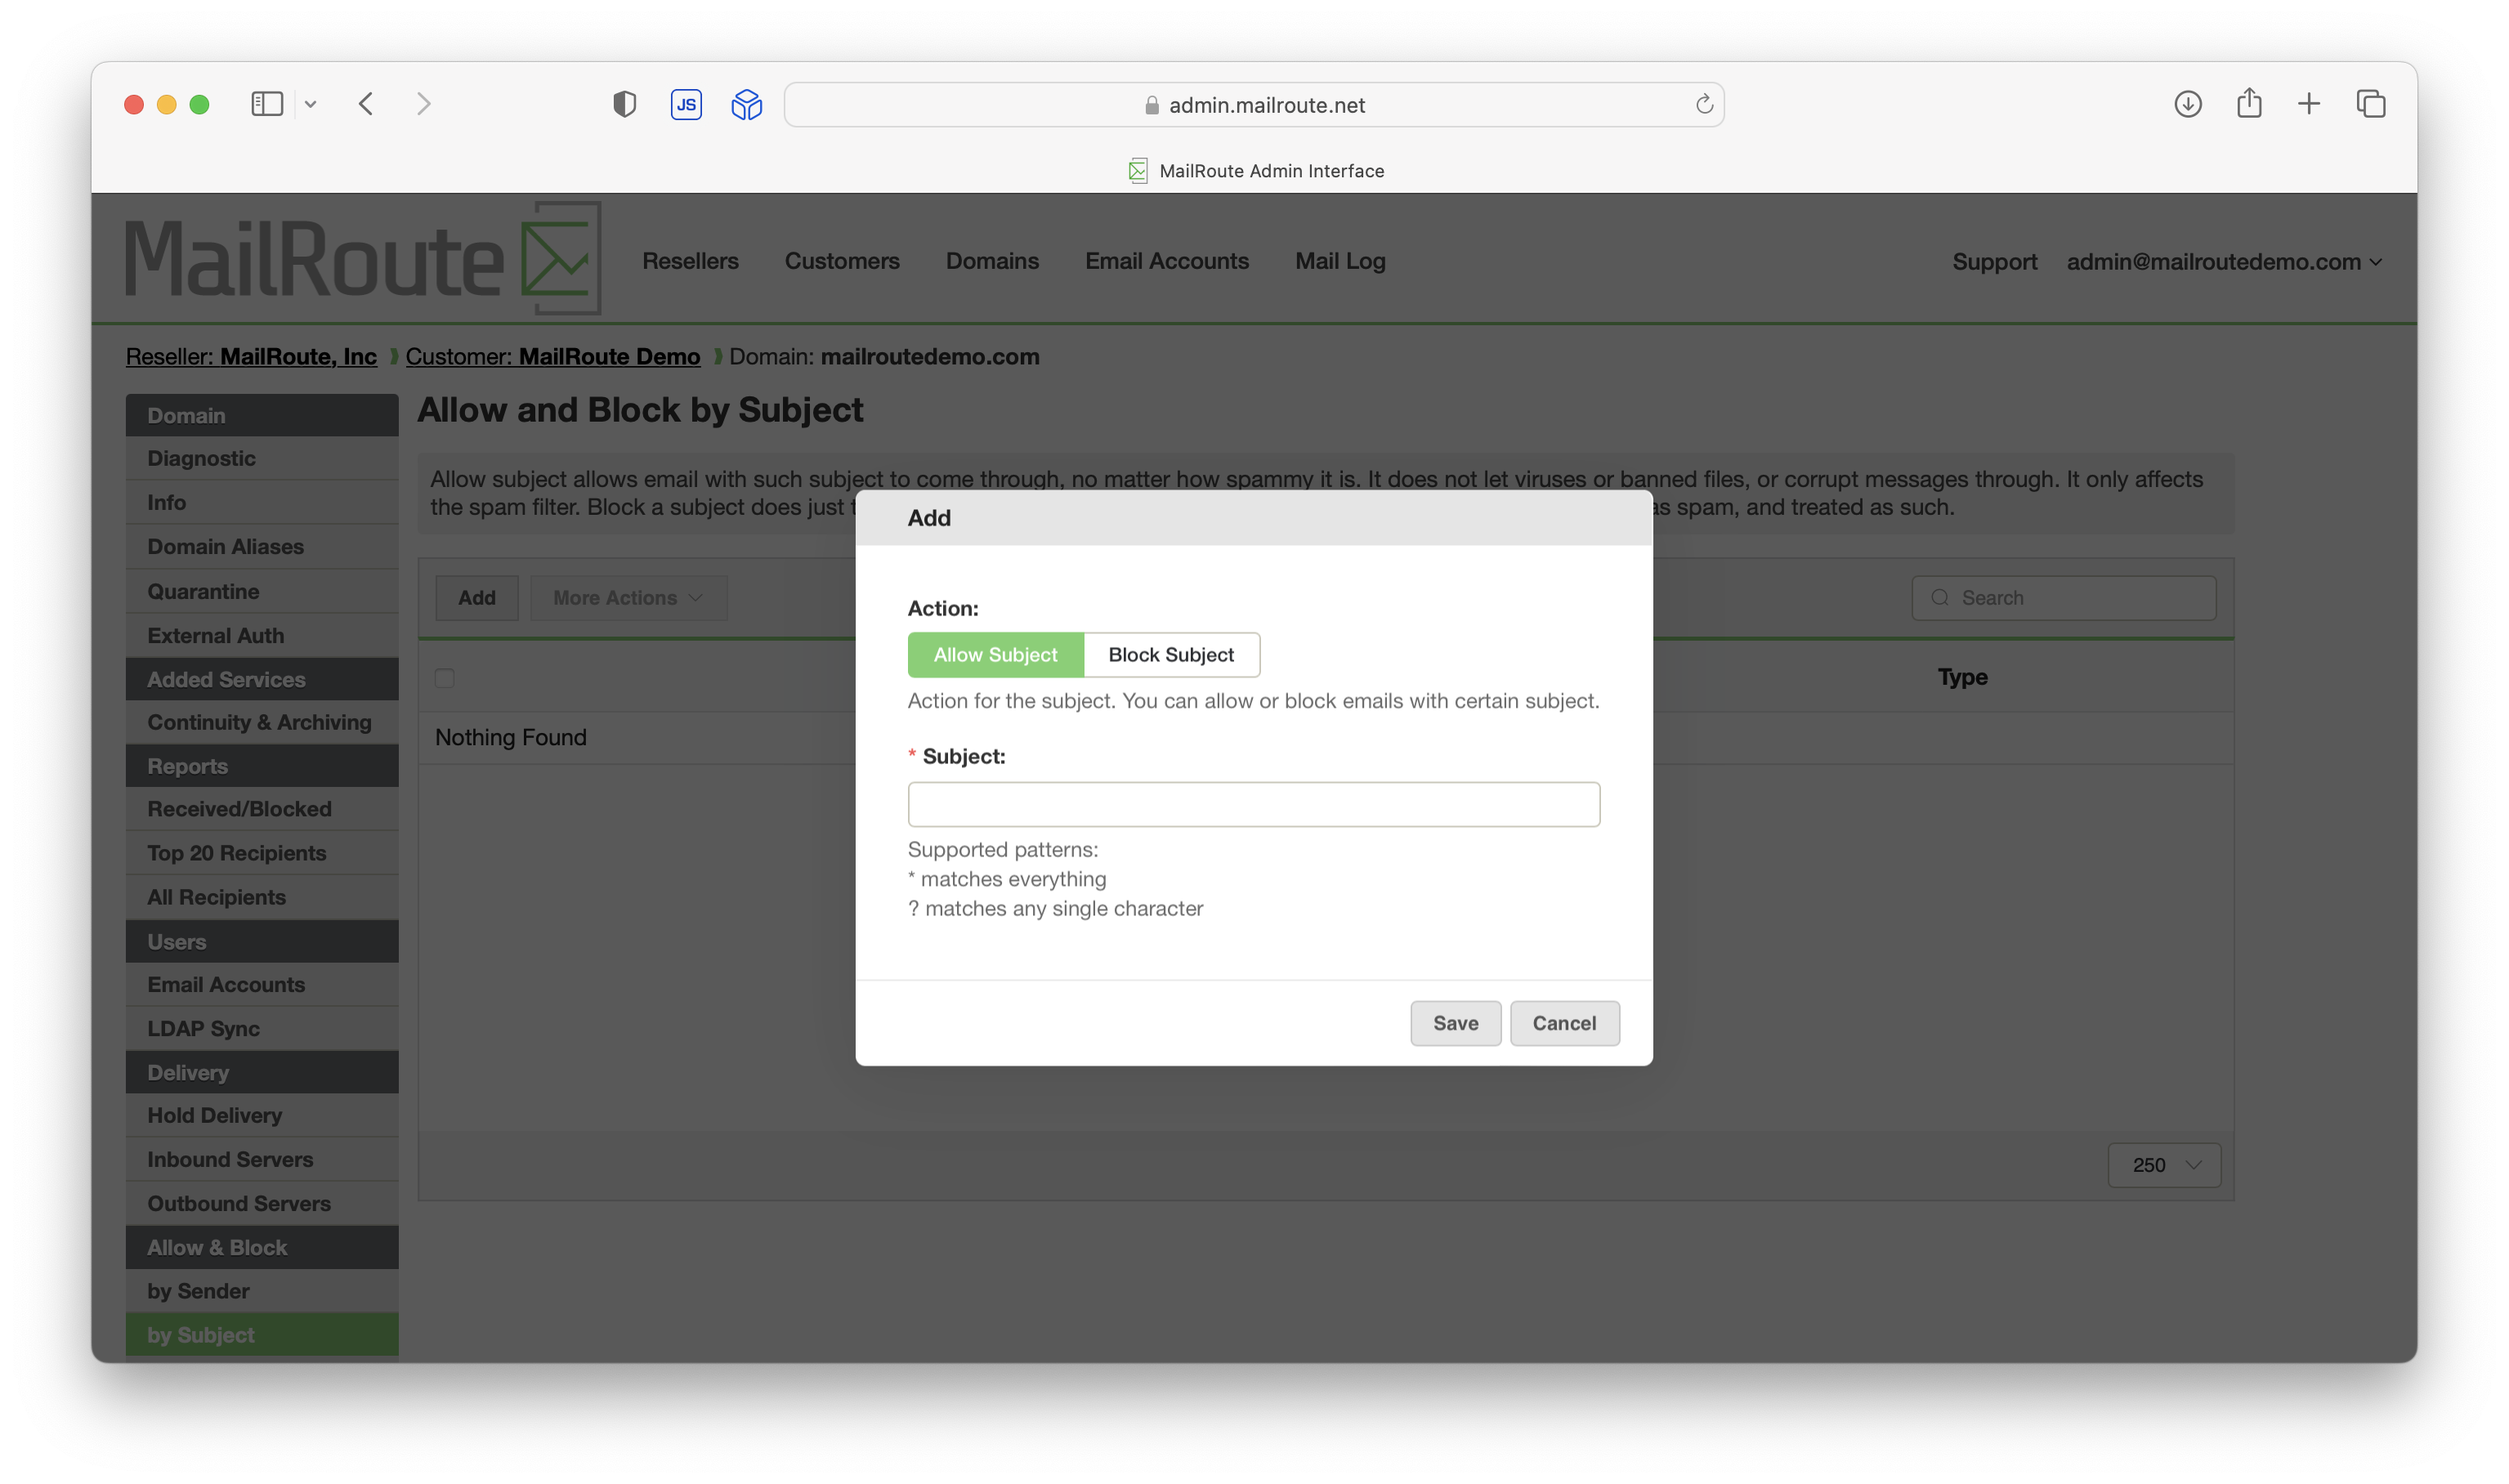 JS
admin.mailroute.net
MailRoute Admin Interface
MailRoute
Resellers
Customers
Domains
Email Accounts
Mail Log
Support
admin@mailroutedemo.com
Reseller: MailRoute, Inc
Customer: MailRoute Demo
Domain: mailroutedemo.com
Domain
Diagnostic
Info
Domain Aliases
Quarantine
External Auth
Added Services
Continuity & Archiving
Reports
Received/Blocked
Top 20 Recipients
All Recipients
Users
Email Accounts
LDAP Sync
Delivery
Hold Delivery
Inbound Servers
Outbound Servers
Allow & Block
by Sender
by Subject
Allow and Block by Subject
Allow subject allows email with such subject to come through, no matter how spammy it is. It does not let viruses or banned files, or corrupt messages through. It only affects
the spam filter. Block a subject does just as spam, and treated as such.
Add
More Actions
Search
Type
Nothing Found
250
Add
Action:
Allow Subject
Block Subject
Action for the subject. You can allow or block emails with certain subject.
* Subject:
Supported patterns:
* matches everything
? matches any single character
Save
Cancel